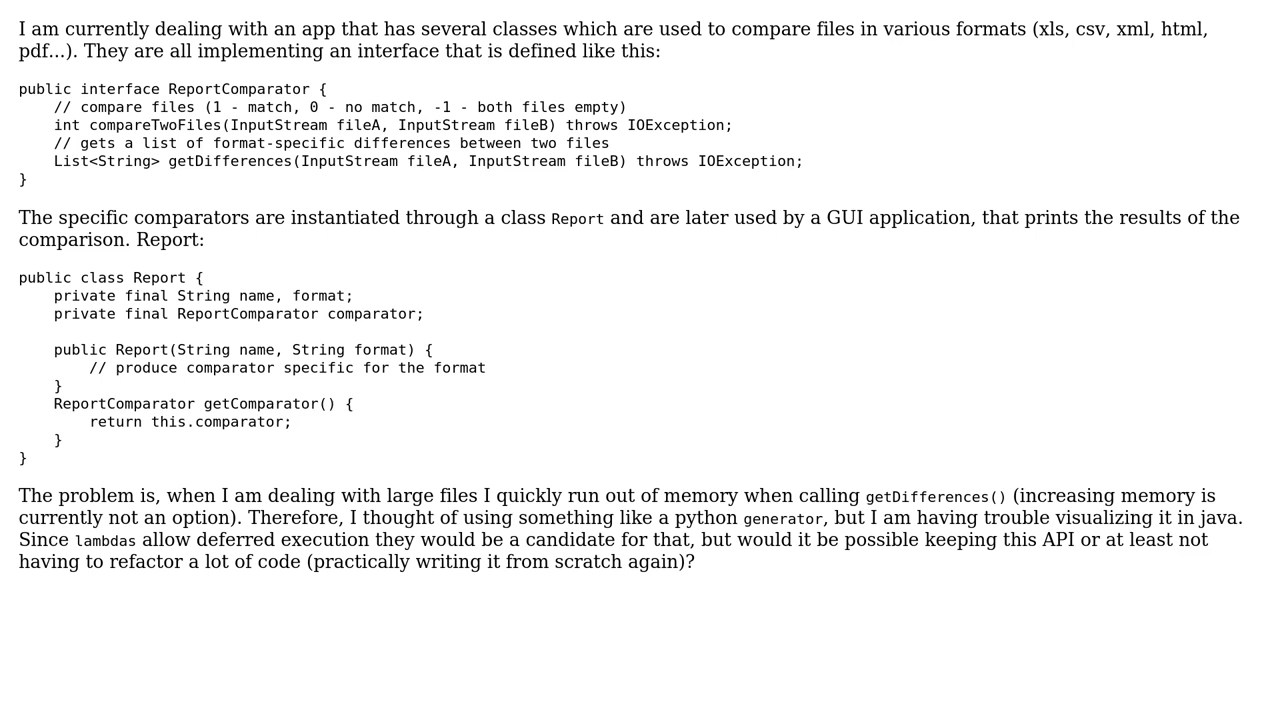 I am currently dealing with an app that has several classes which are used to compare files in various formats (xls, csv, xml, html,
pdf...). They are all implementing an interface that is defined like this:
public interface ReportComparator {
    // compare files (1 - match, 0 - no match, -1 - both files empty)
    int compareTwoFiles(InputStream fileA, InputStream fileB) throws IOException;
    // gets a list of format-specific differences between two files
    List<String> getDifferences(InputStream fileA, InputStream fileB) throws IOException;
}
The specific comparators are instantiated through a class Report and are later used by a GUI application, that prints the results of the
comparison. Report:
public class Report {
    private final String name, format;
    private final ReportComparator comparator;
    public Report(String name, String format) {
        // produce comparator specific for the format
    }
    ReportComparator getComparator() {
        return this.comparator;
    }
}
The problem is, when I am dealing with large files I quickly run out of memory when calling getDifferences() (increasing memory is
currently not an option). Therefore, I thought of using something like a python generator, but I am having trouble visualizing it in java.
Since lambdas allow deferred execution they would be a candidate for that, but would it be possible keeping this API or at least not
having to refactor a lot of code (practically writing it from scratch again)?